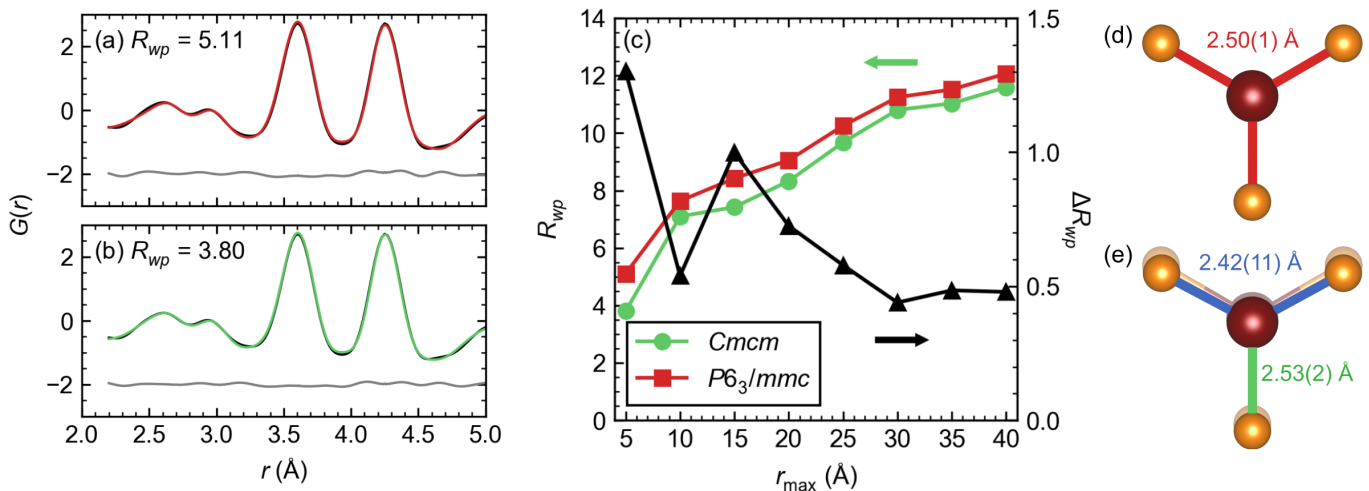 (a) Rwp = 5.11
2
0
−2
(b) Rwp = 3.80
2
0
−2
G(r)
2.0 2.5 3.0 3.5 4.0 4.5 5.0
r (Å)
(c)
14
12
10
8
6
4
2
0
Rwp
Cmcm
P6₃/mmc
1.5
1.0
0.5
0.0
ΔRwp
5 10 15 20 25 30 35 40
rmax (Å)
(d)
2.50(1) Å
(e)
2.42(11) Å
2.53(2) Å